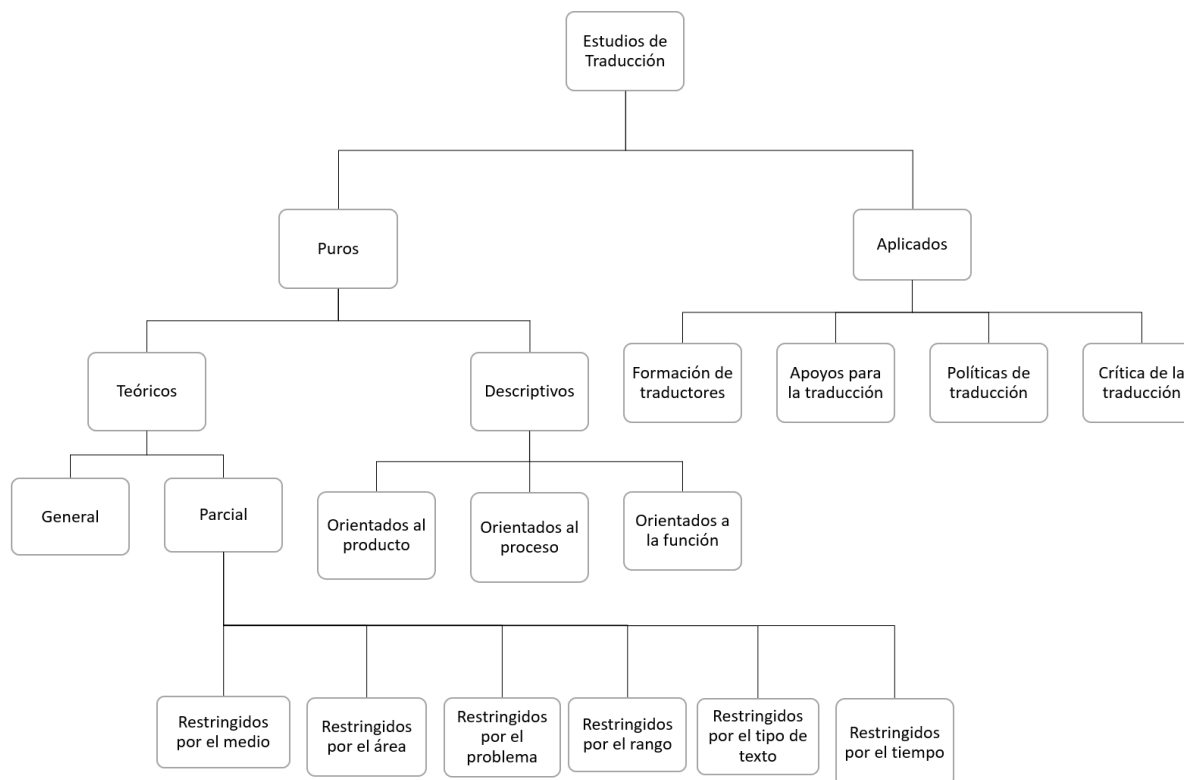 Estudios de
Traducción
Puros
Aplicados
Teóricos
Descriptivos
Formación de
traductores
Apoyos para
la traducción
Políticas de
traducción
Crítica de la
traducción
General
Parcial
Orientados al
producto
Orientados al
proceso
Orientados a
la función
Restringidos
por el medio
Restringidos
por el área
Restringidos
por el
problema
Restringidos
por el rango
Restringidos
por el tipo de
texto
Restringidos
por el tiempo